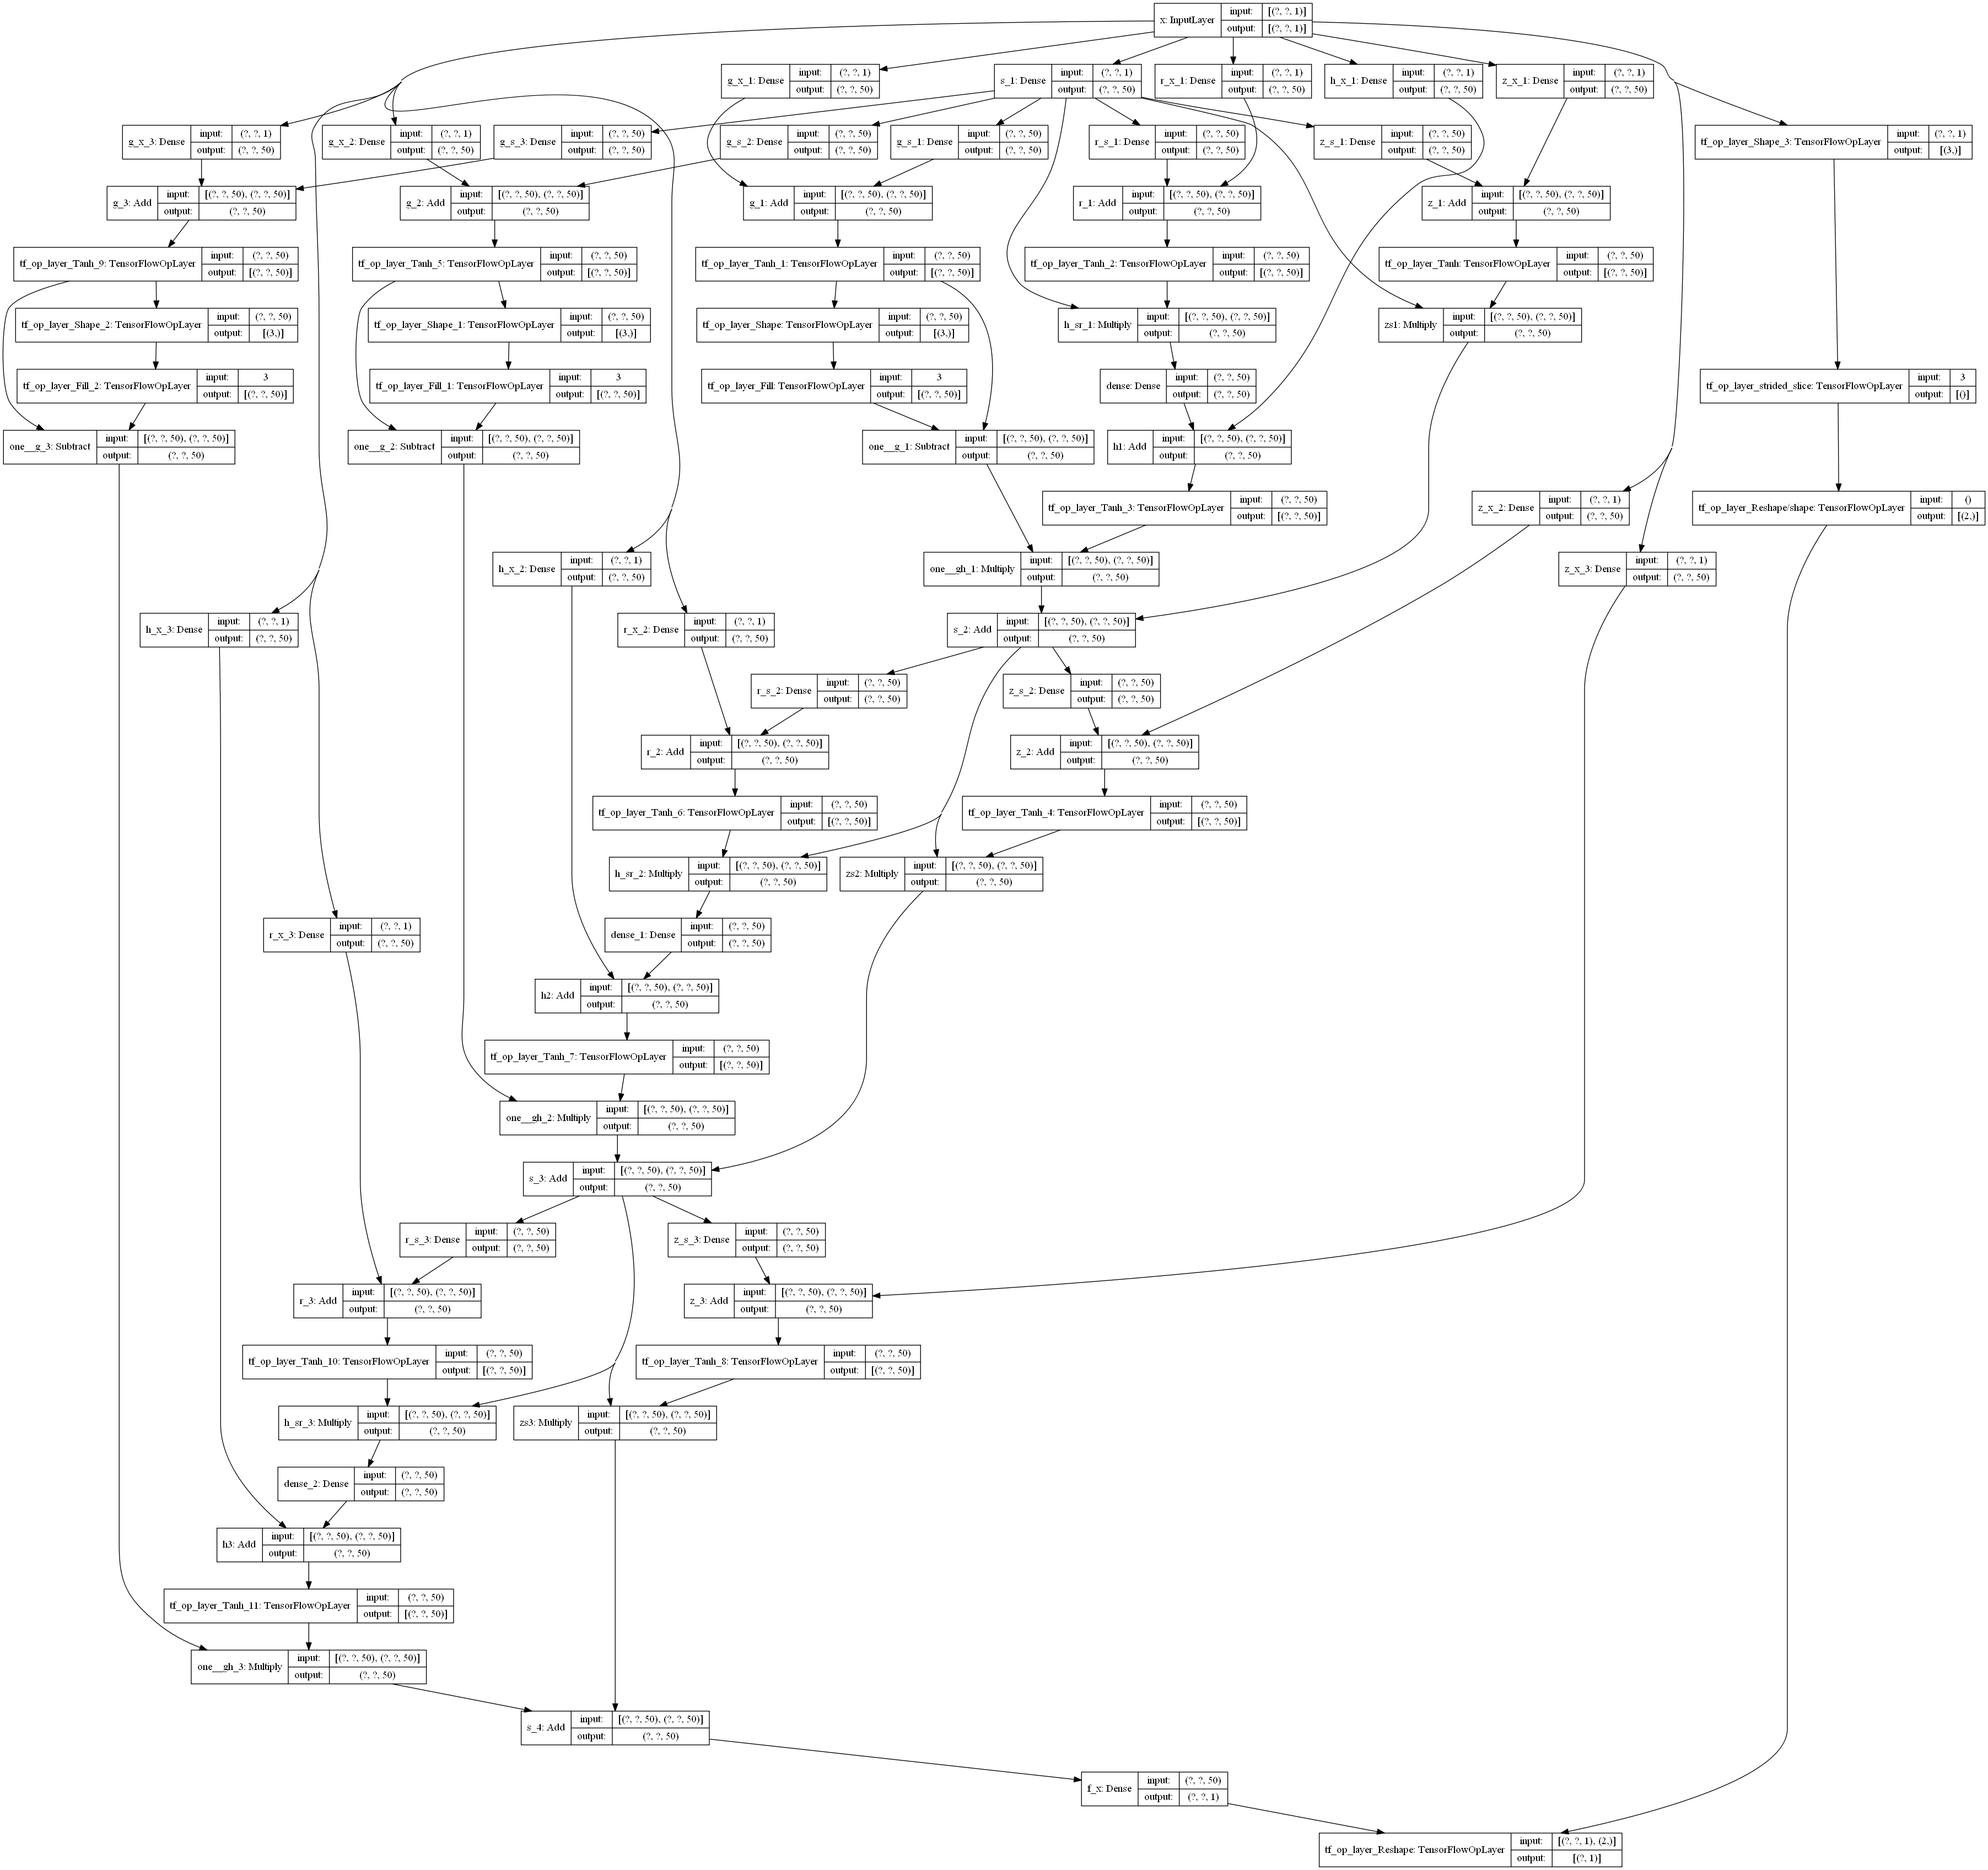 x: InputLayer
input: [(?, ?, 1)]
output: [(?, ?, 1)]
g_x_1: Dense
input: (?, ?, 1)
output: (?, ?, 50)
s_1: Dense
input: (?, ?, 1)
output: (?, ?, 50)
r_x_1: Dense
input: (?, ?, 1)
output: (?, ?, 50)
h_x_1: Dense
input: (?, ?, 1)
output: (?, ?, 50)
z_x_1: Dense
input: (?, ?, 1)
output: (?, ?, 50)
g_x_3: Dense
input: (?, ?, 1)
output: (?, ?, 50)
g_x_2: Dense
input: (?, ?, 1)
output: (?, ?, 50)
g_s_3: Dense
input: (?, ?, 50)
output: (?, ?, 50)
g_s_2: Dense
input: (?, ?, 50)
output: (?, ?, 50)
g_s_1: Dense
input: (?, ?, 50)
output: (?, ?, 50)
r_s_1: Dense
input: (?, ?, 50)
output: (?, ?, 50)
z_s_1: Dense
input: (?, ?, 50)
output: (?, ?, 50)
tf_op_layer_Shape_3: TensorFlowOpLayer
input: (?, ?, 1)
output: [(3,)]
g_3: Add
input: [(?, ?, 50), (?, ?, 50)]
output: (?, ?, 50)
g_2: Add
input: [(?, ?, 50), (?, ?, 50)]
output: (?, ?, 50)
g_1: Add
input: [(?, ?, 50), (?, ?, 50)]
output: (?, ?, 50)
r_1: Add
input: [(?, ?, 50), (?, ?, 50)]
output: (?, ?, 50)
z_1: Add
input: [(?, ?, 50), (?, ?, 50)]
output: (?, ?, 50)
tf_op_layer_Tanh_9: TensorFlowOpLayer
input: (?, ?, 50)
output: [(?, ?, 50)]
tf_op_layer_Tanh_5: TensorFlowOpLayer
input: (?, ?, 50)
output: [(?, ?, 50)]
tf_op_layer_Tanh_1: TensorFlowOpLayer
input: (?, ?, 50)
output: [(?, ?, 50)]
tf_op_layer_Tanh_2: TensorFlowOpLayer
input: (?, ?, 50)
output: [(?, ?, 50)]
tf_op_layer_Tanh: TensorFlowOpLayer
input: (?, ?, 50)
output: [(?, ?, 50)]
tf_op_layer_Shape_2: TensorFlowOpLayer
input: (?, ?, 50)
output: [(3,)]
tf_op_layer_Shape_1: TensorFlowOpLayer
input: (?, ?, 50)
output: [(3,)]
tf_op_layer_Shape: TensorFlowOpLayer
input: (?, ?, 50)
output: [(3,)]
h_sr_1: Multiply
input: [(?, ?, 50), (?, ?, 50)]
output: (?, ?, 50)
zs1: Multiply
input: [(?, ?, 50), (?, ?, 50)]
output: (?, ?, 50)
tf_op_layer_Fill_2: TensorFlowOpLayer
input: 3
output: [(?, ?, 50)]
tf_op_layer_Fill_1: TensorFlowOpLayer
input: 3
output: [(?, ?, 50)]
tf_op_layer_Fill: TensorFlowOpLayer
input: 3
output: [(?, ?, 50)]
dense: Dense
input: (?, ?, 50)
output: (?, ?, 50)
tf_op_layer_strided_slice: TensorFlowOpLayer
input: 3
output: [()]
one__g_3: Subtract
input: [(?, ?, 50), (?, ?, 50)]
output: (?, ?, 50)
one__g_2: Subtract
input: [(?, ?, 50), (?, ?, 50)]
output: (?, ?, 50)
one__g_1: Subtract
input: [(?, ?, 50), (?, ?, 50)]
output: (?, ?, 50)
h1: Add
input: [(?, ?, 50), (?, ?, 50)]
output: (?, ?, 50)
tf_op_layer_Tanh_3: TensorFlowOpLayer
input: (?, ?, 50)
output: [(?, ?, 50)]
z_x_2: Dense
input: (?, ?, 1)
output: (?, ?, 50)
tf_op_layer_Reshape/shape: TensorFlowOpLayer
input: ()
output: [(2,)]
h_x_2: Dense
input: (?, ?, 1)
output: (?, ?, 50)
one__gh_1: Multiply
input: [(?, ?, 50), (?, ?, 50)]
output: (?, ?, 50)
z_x_3: Dense
input: (?, ?, 1)
output: (?, ?, 50)
h_x_3: Dense
input: (?, ?, 1)
output: (?, ?, 50)
r_x_2: Dense
input: (?, ?, 1)
output: (?, ?, 50)
s_2: Add
input: [(?, ?, 50), (?, ?, 50)]
output: (?, ?, 50)
r_s_2: Dense
input: (?, ?, 50)
output: (?, ?, 50)
z_s_2: Dense
input: (?, ?, 50)
output: (?, ?, 50)
r_2: Add
input: [(?, ?, 50), (?, ?, 50)]
output: (?, ?, 50)
z_2: Add
input: [(?, ?, 50), (?, ?, 50)]
output: (?, ?, 50)
tf_op_layer_Tanh_6: TensorFlowOpLayer
input: (?, ?, 50)
output: [(?, ?, 50)]
tf_op_layer_Tanh_4: TensorFlowOpLayer
input: (?, ?, 50)
output: [(?, ?, 50)]
h_sr_2: Multiply
input: [(?, ?, 50), (?, ?, 50)]
output: (?, ?, 50)
zs2: Multiply
input: [(?, ?, 50), (?, ?, 50)]
output: (?, ?, 50)
r_x_3: Dense
input: (?, ?, 1)
output: (?, ?, 50)
dense_1: Dense
input: (?, ?, 50)
output: (?, ?, 50)
h2: Add
input: [(?, ?, 50), (?, ?, 50)]
output: (?, ?, 50)
tf_op_layer_Tanh_7: TensorFlowOpLayer
input: (?, ?, 50)
output: [(?, ?, 50)]
one__gh_2: Multiply
input: [(?, ?, 50), (?, ?, 50)]
output: (?, ?, 50)
s_3: Add
input: [(?, ?, 50), (?, ?, 50)]
output: (?, ?, 50)
r_s_3: Dense
input: (?, ?, 50)
output: (?, ?, 50)
z_s_3: Dense
input: (?, ?, 50)
output: (?, ?, 50)
r_3: Add
input: [(?, ?, 50), (?, ?, 50)]
output: (?, ?, 50)
z_3: Add
input: [(?, ?, 50), (?, ?, 50)]
output: (?, ?, 50)
tf_op_layer_Tanh_10: TensorFlowOpLayer
input: (?, ?, 50)
output: [(?, ?, 50)]
tf_op_layer_Tanh_8: TensorFlowOpLayer
input: (?, ?, 50)
output: [(?, ?, 50)]
h_sr_3: Multiply
input: [(?, ?, 50), (?, ?, 50)]
output: (?, ?, 50)
zs3: Multiply
input: [(?, ?, 50), (?, ?, 50)]
output: (?, ?, 50)
dense_2: Dense
input: (?, ?, 50)
output: (?, ?, 50)
h3: Add
input: [(?, ?, 50), (?, ?, 50)]
output: (?, ?, 50)
tf_op_layer_Tanh_11: TensorFlowOpLayer
input: (?, ?, 50)
output: [(?, ?, 50)]
one__gh_3: Multiply
input: [(?, ?, 50), (?, ?, 50)]
output: (?, ?, 50)
s_4: Add
input: [(?, ?, 50), (?, ?, 50)]
output: (?, ?, 50)
f_x: Dense
input: (?, ?, 50)
output: (?, ?, 1)
tf_op_layer_Reshape: TensorFlowOpLayer
input: [(?, ?, 1), (2,)]
output: [(?, 1)]